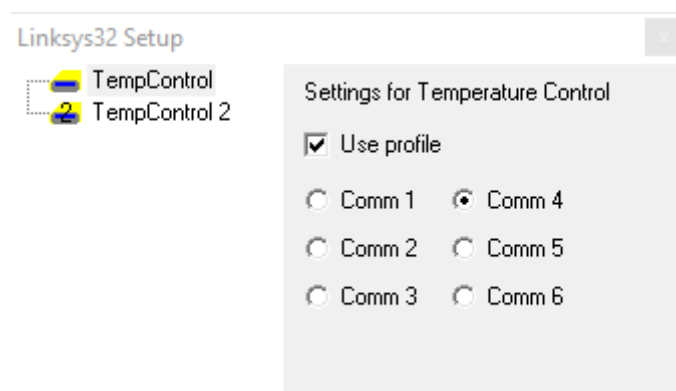 Linksys32 Setup
TempControl
2 TempControl 2
Settings for Temperature Control
Use profile
Comm 1 Comm 4
Comm 2 Comm 5
Comm 3 Comm 6